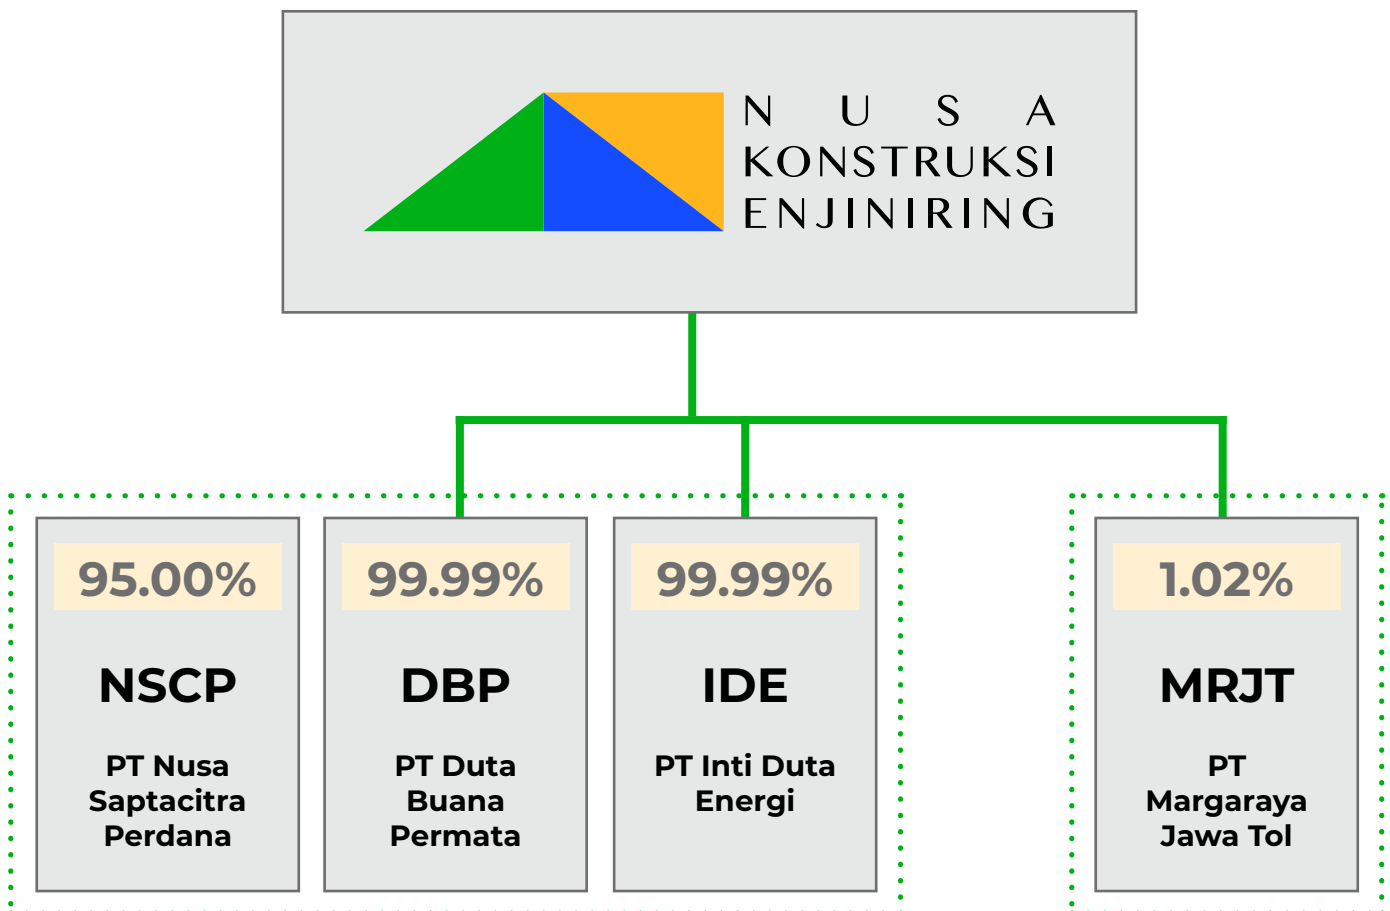 NUSA
KONSTRUKSI
ENJINIRING
95.00%
NSCP
PT Nusa
Saptacitra
Perdana
99.99%
DBP
PT Duta
Buana
Permata
99.99%
IDE
PT Inti Duta
Energi
1.02%
MRJT
PT
Margaraya
Jawa Tol